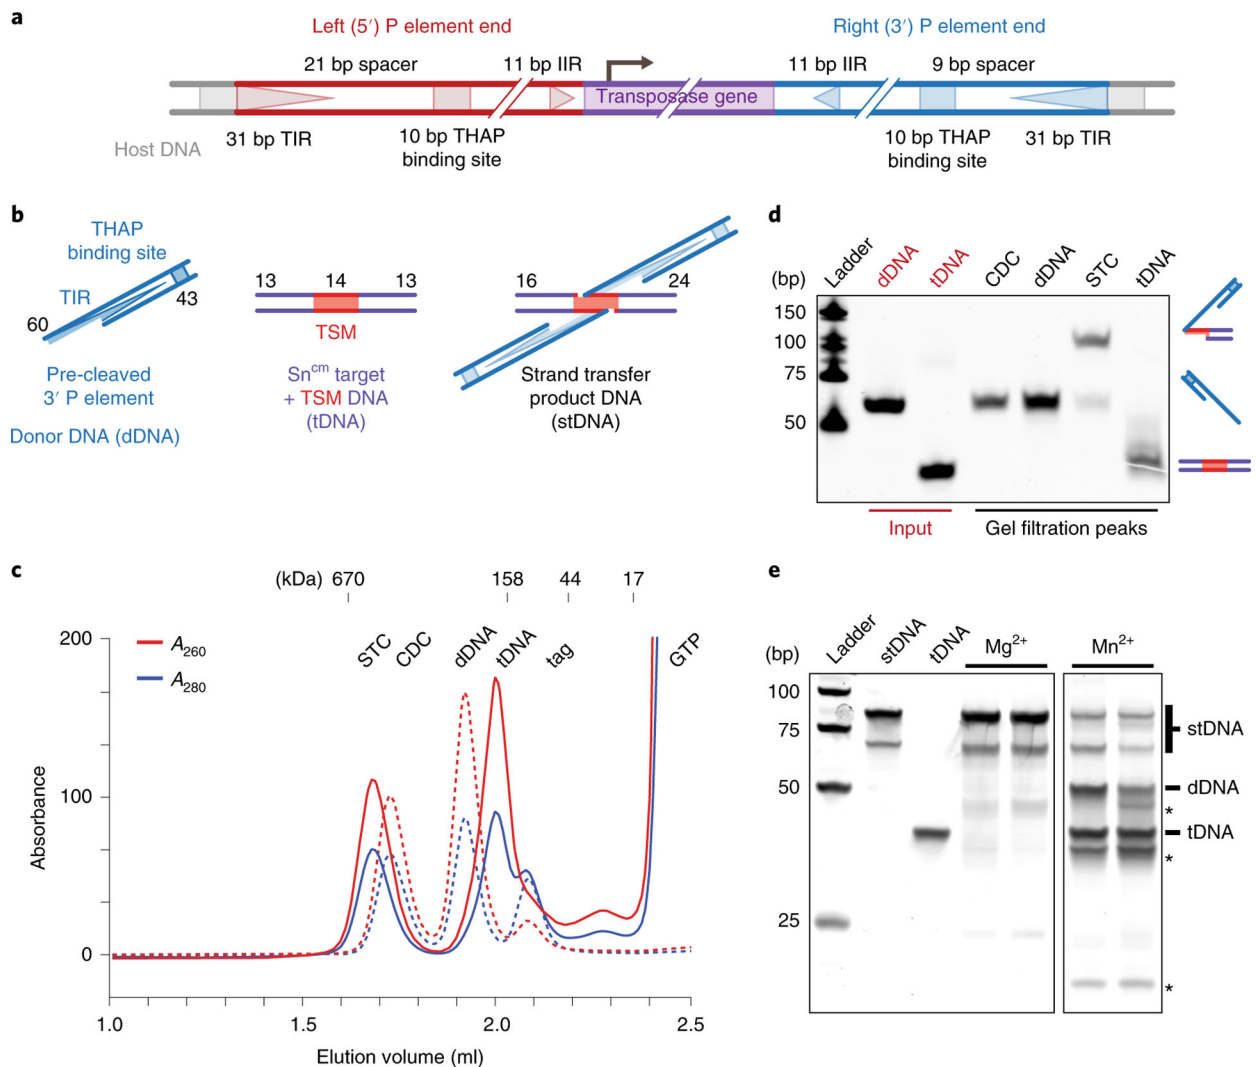 a
Left (5′) P element end
Right (3′) P element end
21 bp spacer
11 bp IIR
11 bp IIR
9 bp spacer
Transposase gene
Host DNA
31 bp TIR
10 bp THAP
binding site
10 bp THAP
binding site
31 bp TIR
b
THAP
binding site
TIR
43
60
Pre-cleaved
3′ P element
Donor DNA (dDNA)
13
14
13
TSM
Snᶜᵐ target
+ TSM DNA
(tDNA)
16
24
Strand transfer
product DNA
(stDNA)
d
(bp)
Ladder
dDNA
tDNA
CDC
dDNA
STC
tDNA
150
100
75
50
Input
Gel filtration peaks
c
(kDa)
670
158
44
17
A₂₆₀
A₂₈₀
STC
CDC
dDNA
tDNA
tag
GTP
200
100
0
Absorbance
1.0
1.5
2.0
2.5
Elution volume (ml)
e
(bp)
Ladder
stDNA
tDNA
Mg²⁺
Mn²⁺
100
75
50
25
stDNA
dDNA
*
tDNA
*
*